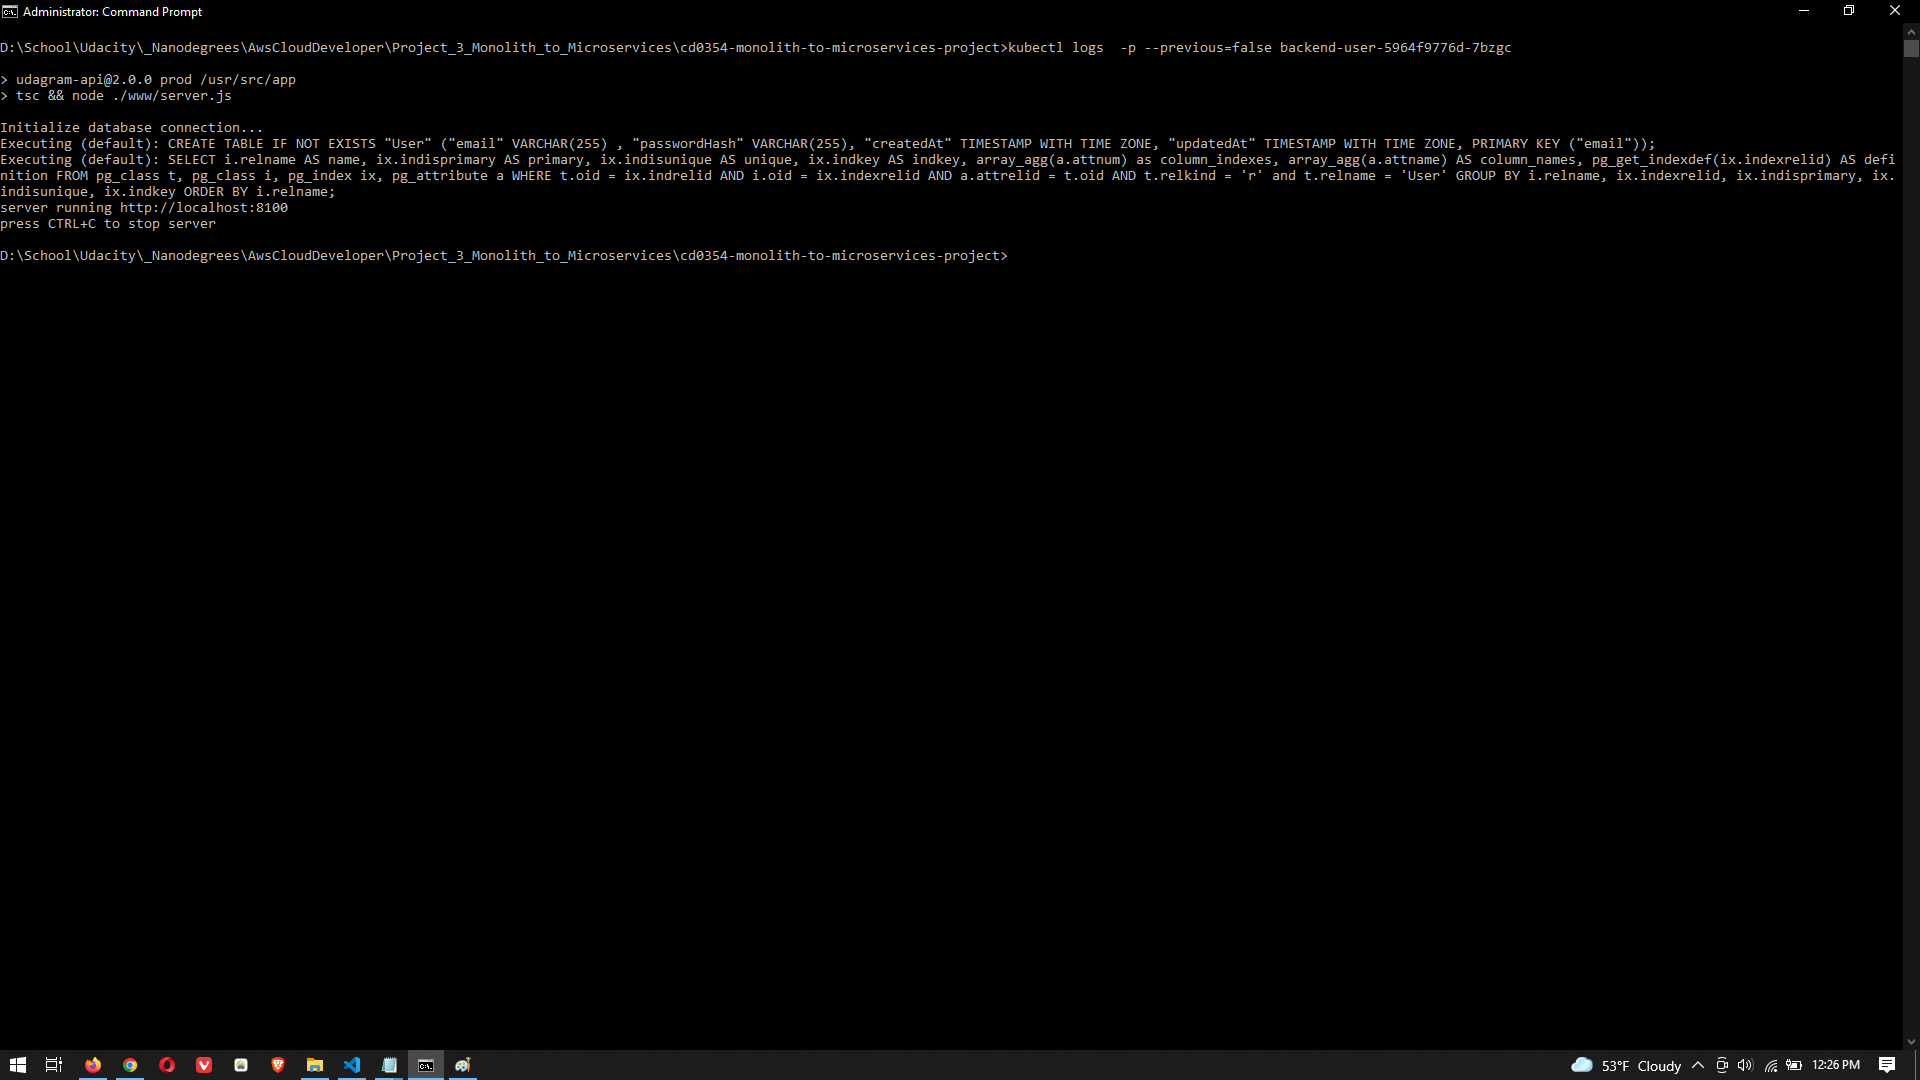 Administrator: Command Prompt
D:\School\Udacity\_Nanodegrees\AwsCloudDeveloper\Project_3_Monolith_to_Microservices\cd0354-monolith-to-microservices-project>kubectl logs  -p --previous=false backend-user-5964f9776d-7bzgc
> udagram-api@2.0.0 prod /usr/src/app
> tsc && node ./www/server.js
Initialize database connection...
Executing (default): CREATE TABLE IF NOT EXISTS "User" ("email" VARCHAR(255) , "passwordHash" VARCHAR(255), "createdAt" TIMESTAMP WITH TIME ZONE, "updatedAt" TIMESTAMP WITH TIME ZONE, PRIMARY KEY ("email"));
Executing (default): SELECT i.relname AS name, ix.indisprimary AS primary, ix.indisunique AS unique, ix.indkey AS indkey, array_agg(a.attnum) as column_indexes, array_agg(a.attname) AS column_names, pg_get_indexdef(ix.indexrelid) AS defi
nition FROM pg_class t, pg_class i, pg_index ix, pg_attribute a WHERE t.oid = ix.indrelid AND i.oid = ix.indexrelid AND a.attrelid = t.oid AND t.relkind = 'r' and t.relname = 'User' GROUP BY i.relname, ix.indexrelid, ix.indisprimary, ix.
indisunique, ix.indkey ORDER BY i.relname;
server running http://localhost:8100
press CTRL+C to stop server
D:\School\Udacity\_Nanodegrees\AwsCloudDeveloper\Project_3_Monolith_to_Microservices\cd0354-monolith-to-microservices-project>
53°F Cloudy 12:26 PM